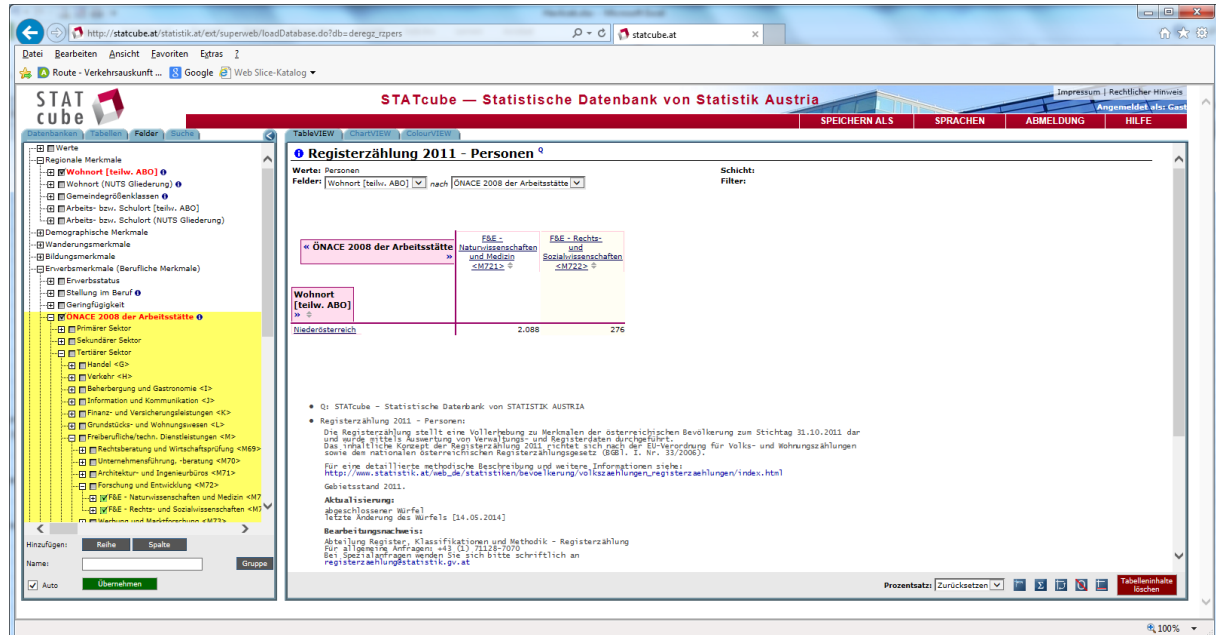 http://statcube.at/statistik.at/ext/superweb/loadDatabase.do?db=deregz_rzpers
statcube.at
Datei Bearbeiten Ansicht Favoriten Extras ?
Route - Verkehrsauskunft ... Google Web Slice-Katalog
STAT
cube
STATcube — Statistische Datenbank von Statistik Austria
Impressum | Rechtlicher Hinweis
Angemeldet als: Gast
SPEICHERN ALS SPRACHEN ABMELDUNG HILFE
Datenbanken Tabellen Felder Suche
Werte
Regionale Merkmale
Wohnort [teilw. ABO]
Wohnort (NUTS Gliederung)
Gemeindegrößenklassen
Arbeits- bzw. Schulort [teilw. ABO]
Arbeits- bzw. Schulort (NUTS Gliederung)
Demographische Merkmale
Wanderungsmerkmale
Bildungsmerkmale
Erwerbsmerkmale (Berufliche Merkmale)
Erwerbsstatus
Stellung im Beruf
Geringfügigkeit
ÖNACE 2008 der Arbeitsstätte
Primärer Sektor
Sekundärer Sektor
Tertiärer Sektor
Handel <G>
Verkehr <H>
Beherbergung und Gastronomie <I>
Information und Kommunikation <J>
Finanz- und Versicherungsleistungen <K>
Grundstücks- und Wohnungswesen <L>
Freiberufliche/techn. Dienstleistungen <M>
Rechtsberatung und Wirtschaftsprüfung <M69>
Unternehmensführung, -beratung <M70>
Architektur- und Ingenieurbüros <M71>
Forschung und Entwicklung <M72>
F&E - Naturwissenschaften und Medizin <M7
F&E - Rechts- und Sozialwissenschaften <M7
Werbung und Marktforschung <M73>
Hinzufügen: Reihe Spalte
Name: Gruppe
Auto Übernehmen
TableVIEW ChartVIEW ColourVIEW
Registerzählung 2011 - Personen Q
Werte: Personen
Felder: Wohnort [teilw. ABO] nach ÖNACE 2008 der Arbeitsstätte
Schicht:
Filter:
« ÖNACE 2008 der Arbeitsstätte »
F&E -
Naturwissenschaften
und Medizin
<M721>
F&E - Rechts-
und
Sozialwissenschaften
<M722>
Wohnort
[teilw. ABO]
»
Niederösterreich 2.088 276
• Q: STATcube - Statistische Datenbank von STATISTIK AUSTRIA
• Registerzählung 2011 - Personen:
Die Registerzählung stellt eine Vollerhebung zu Merkmalen der österreichischen Bevölkerung zum Stichtag 31.10.2011 dar
und wurde mittels Auswertung von Verwaltungs- und Registerdaten durchgeführt.
Das inhaltliche Konzept der Registerzählung 2011 richtet sich nach der EU-Verordnung für Volks- und Wohnungszählungen
sowie dem nationalen österreichischen Registerzählungsgesetz (BGBl. I. Nr. 33/2006).
Für eine detaillierte methodische Beschreibung und weitere Informationen siehe:
http://www.statistik.at/web_de/statistiken/bevoelkerung/volkszaehlungen_registerzaehlungen/index.html
Gebietsstand 2011.
Aktualisierung:
abgeschlossener Würfel
letzte Änderung des Würfels [14.05.2014]
Bearbeitungsnachweis:
Abteilung Register, Klassifikationen und Methodik - Registerzählung
Für allgemeine Anfragen: +43 (1) 71128-7070
Bei Spezialanfragen wenden Sie sich bitte schriftlich an
registerzaehlung@statistik.gv.at
Prozentsatz: Zurücksetzen
Tabelleninhalte
löschen
100%